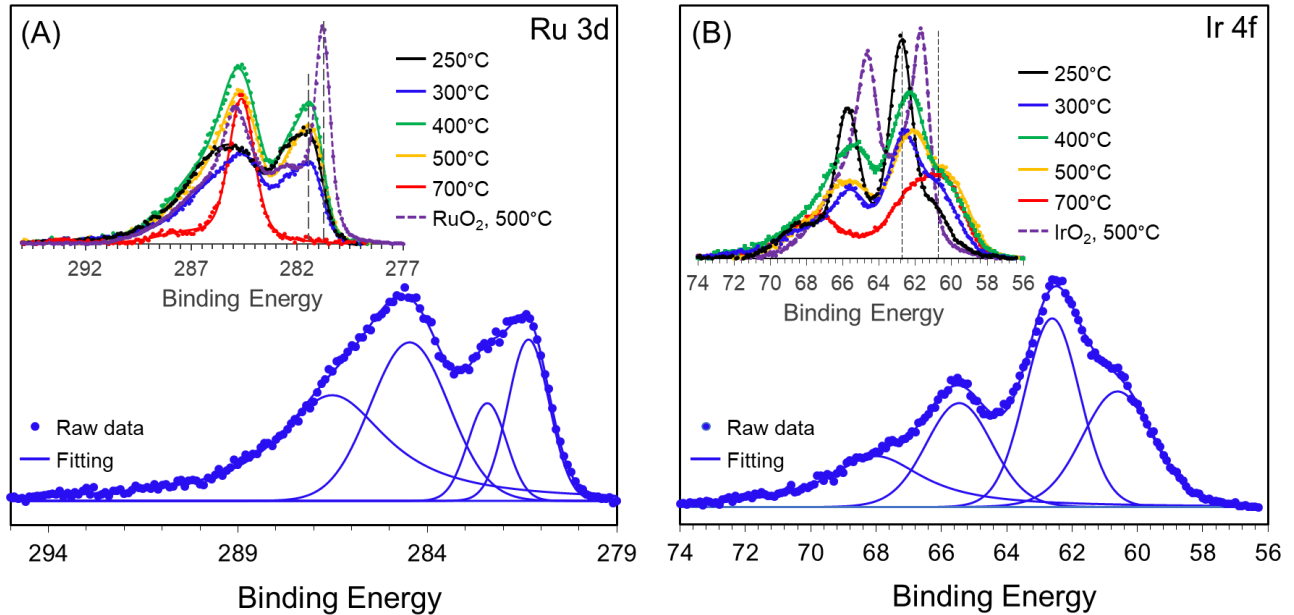 (A)
Ru 3d
250°C
300°C
400°C
500°C
700°C
RuO₂, 500°C
292 287 282 277
Binding Energy
Raw data
Fitting
294 289 284 279
Binding Energy
(B)
Ir 4f
250°C
300°C
400°C
500°C
700°C
IrO₂, 500°C
74 72 70 68 66 64 62 60 58 56
Binding Energy
Raw data
Fitting
74 72 70 68 66 64 62 60 58 56
Binding Energy